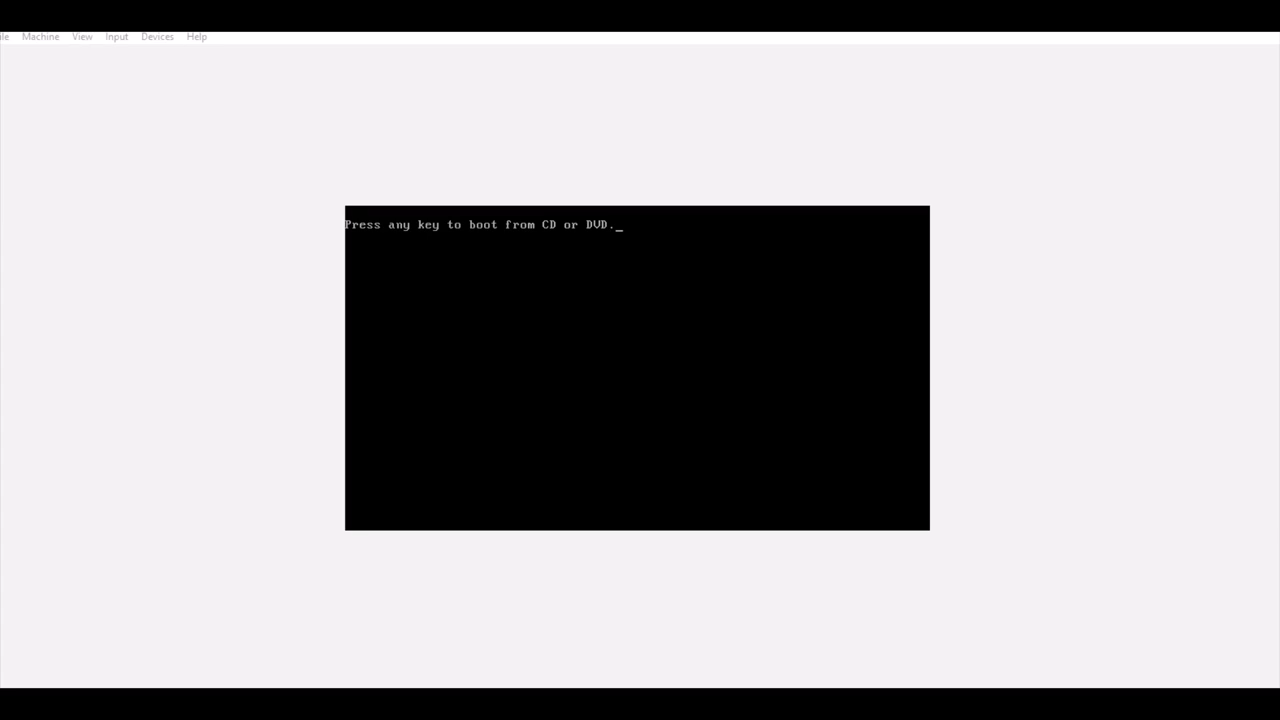 ile Machine View Input Devices Help
Press any key to boot from CD or DVD._